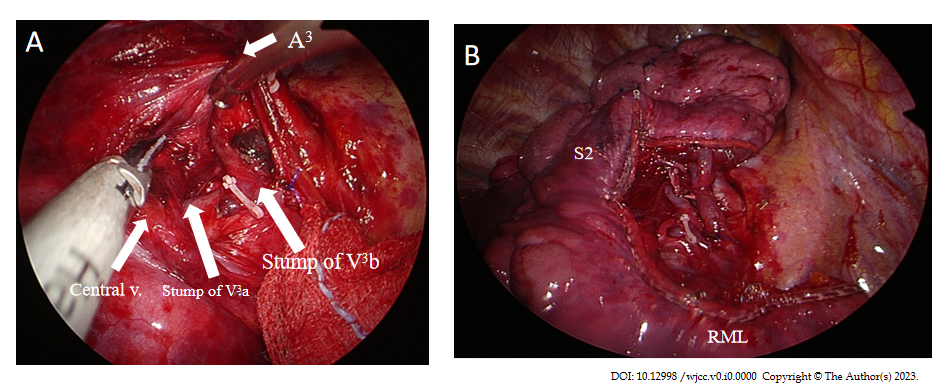 A
A³
Central v.
Stump of V³a
Stump of V³b
B
S2
RML
DOI: 10.12998 /wjcc.v0.i0.0000 Copyright © The Author(s) 2023.